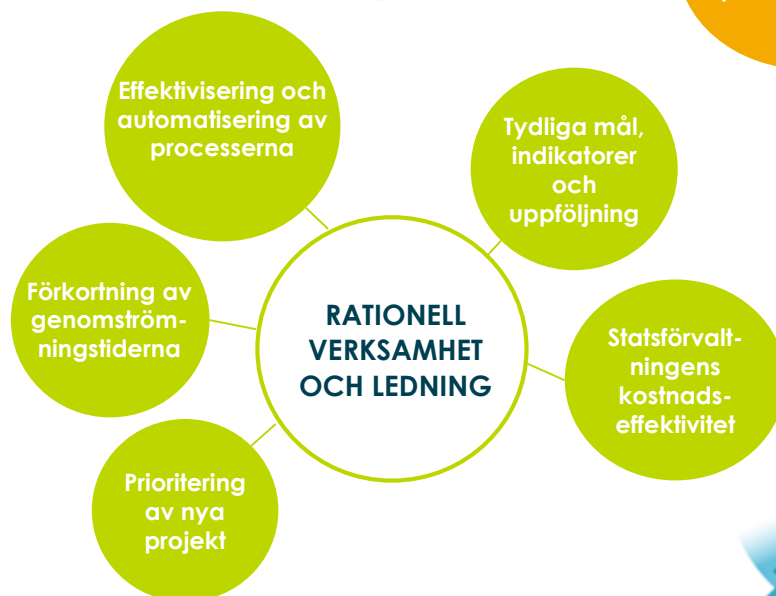 Effektivisering och
automatisering av
processerna
Tydliga mål,
indikatorer
och
uppföljning
Förkortning av
genomström-
ningstiderna
RATIONELL
VERKSAMHET
OCH LEDNING
Statsförvalt-
ningens
kostnads-
effektivitet
Prioritering
av nya
projekt